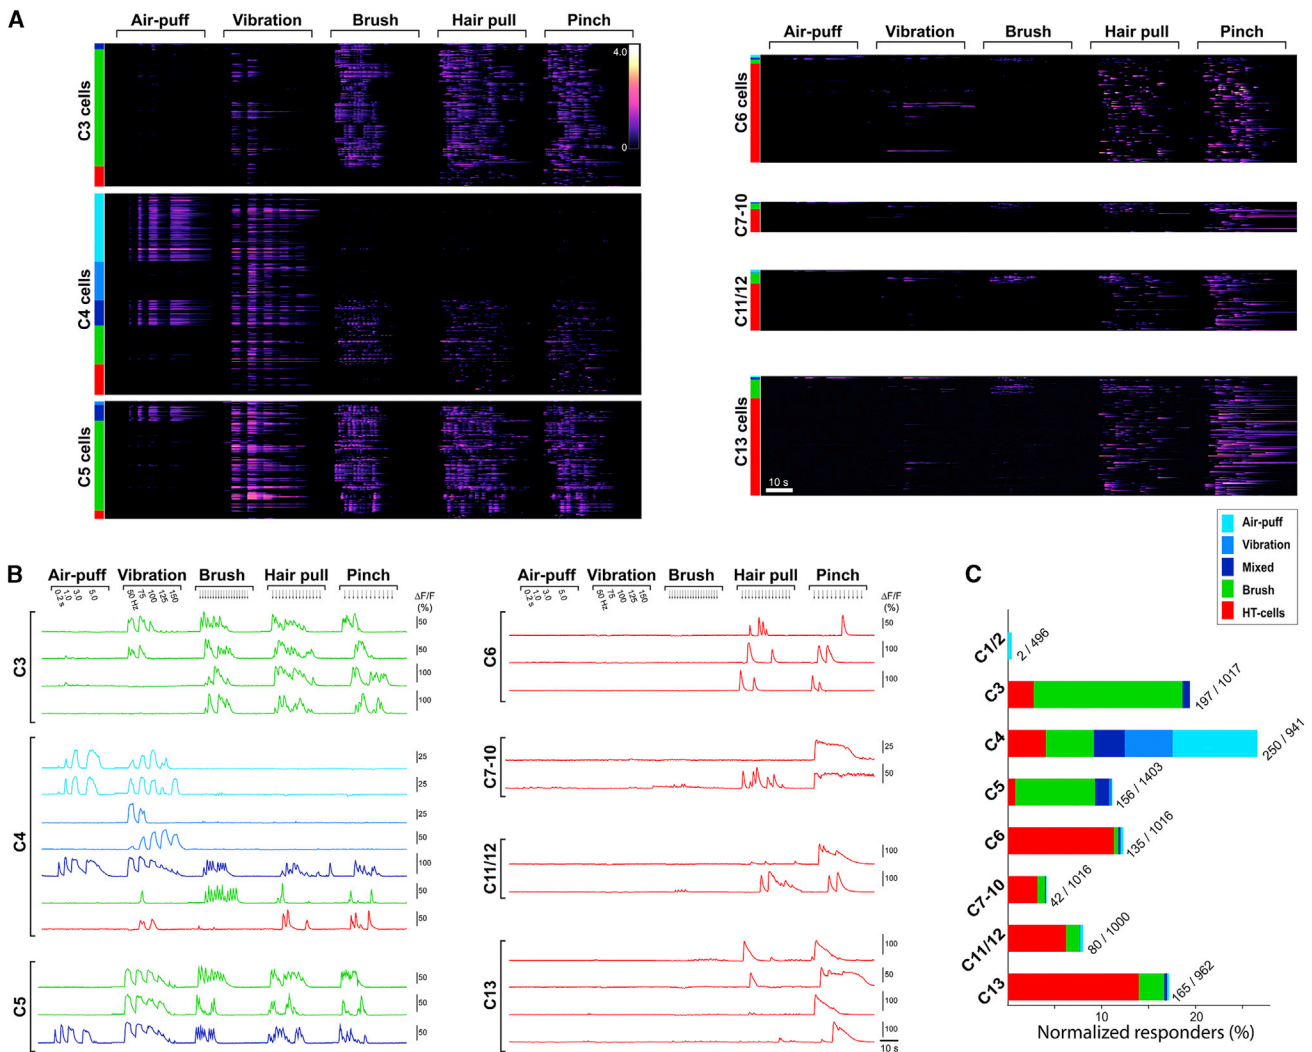 A
Air-puff Vibration Brush Hair pull Pinch
C3 cells
4.0
0
C4 cells
C5 cells
Air-puff Vibration Brush Hair pull Pinch
C6 cells
C7-10
C11/12
C13 cells
10 s
B
Air-puff Vibration Brush Hair pull Pinch
0.2 s 1.0 3.0 5.0 50 Hz 75 100 125 150
ΔF/F
(%)
C3
50
50
100
100
C4
25
25
25
50
100
50
50
C5
50
50
50
Air-puff Vibration Brush Hair pull Pinch
0.2 s 1.0 3.0 5.0 50 Hz 75 100 125 150
ΔF/F
(%)
C6
50
100
100
C7-10
25
50
C11/12
100
100
C13
100
50
100
100
10 s
Air-puff
Vibration
Mixed
Brush
HT-cells
C
C1/2 2 / 496
C3 197 / 1017
C4 250 / 941
C5 156 / 1403
C6 135 / 1016
C7-10 42 / 1016
C11/12 80 / 1000
C13 165 / 962
10 20
Normalized responders (%)